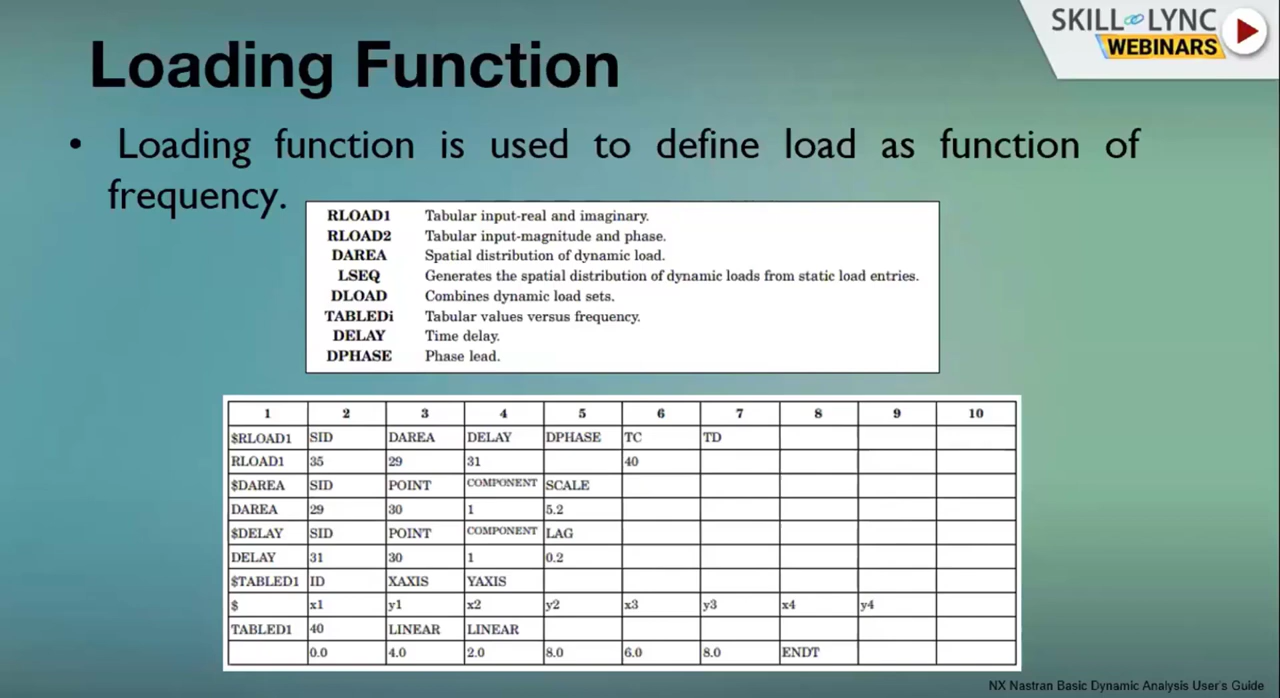 SKILL LYNC
WEBINARS
Loading Function
• Loading function is used to define load as function of
frequency.
RLOAD1 Tabular input-real and imaginary.
RLOAD2 Tabular input-magnitude and phase.
DAREA Spatial distribution of dynamic load.
LSEQ Generates the spatial distribution of dynamic loads from static load entries.
DLOAD Combines dynamic load sets.
TABLEDi Tabular values versus frequency.
DELAY Time delay.
DPHASE Phase lead.
1 2 3 4 5 6 7 8 9 10
$RLOAD1 SID DAREA DELAY DPHASE TC TD
RLOAD1 35 29 31 40
$DAREA SID POINT COMPONENT SCALE
DAREA 29 30 1 5.2
$DELAY SID POINT COMPONENT LAG
DELAY 31 30 1 0.2
$TABLED1 ID XAXIS YAXIS
$ x1 y1 x2 y2 x3 y3 x4 y4
TABLED1 40 LINEAR LINEAR
0.0 4.0 2.0 8.0 6.0 8.0 ENDT
NX Nastran Basic Dynamic Analysis User's Guide